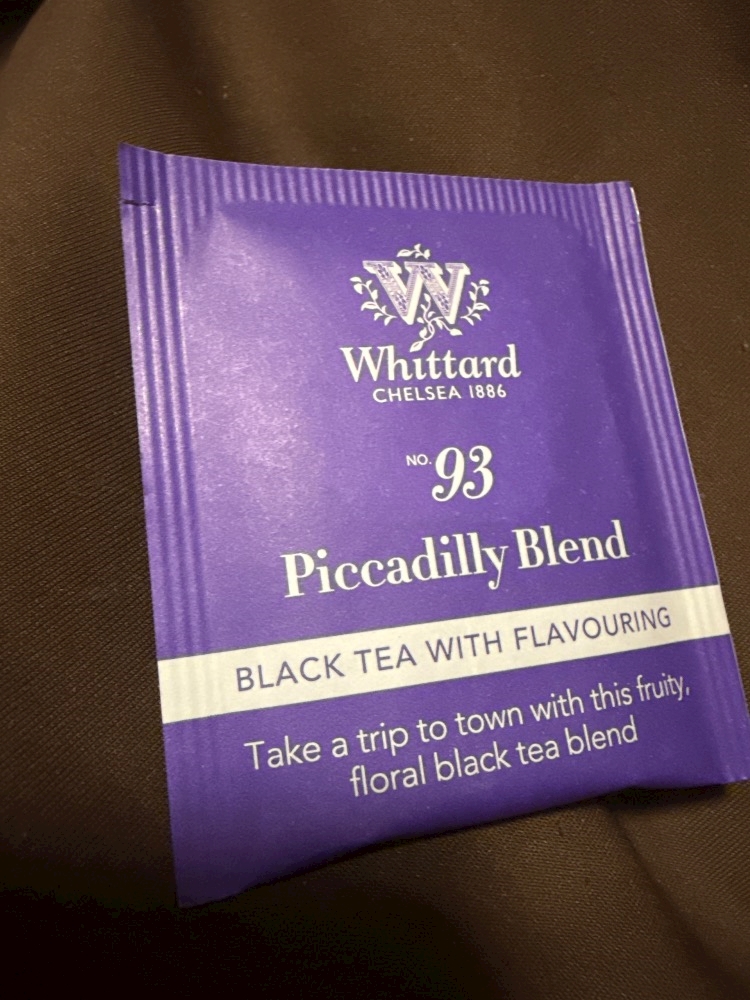 W
Whittard
CHELSEA 1886
NO. 93
Piccadilly Blend
BLACK TEA WITH FLAVOURING
Take a trip to town with this fruity,
floral black tea blend